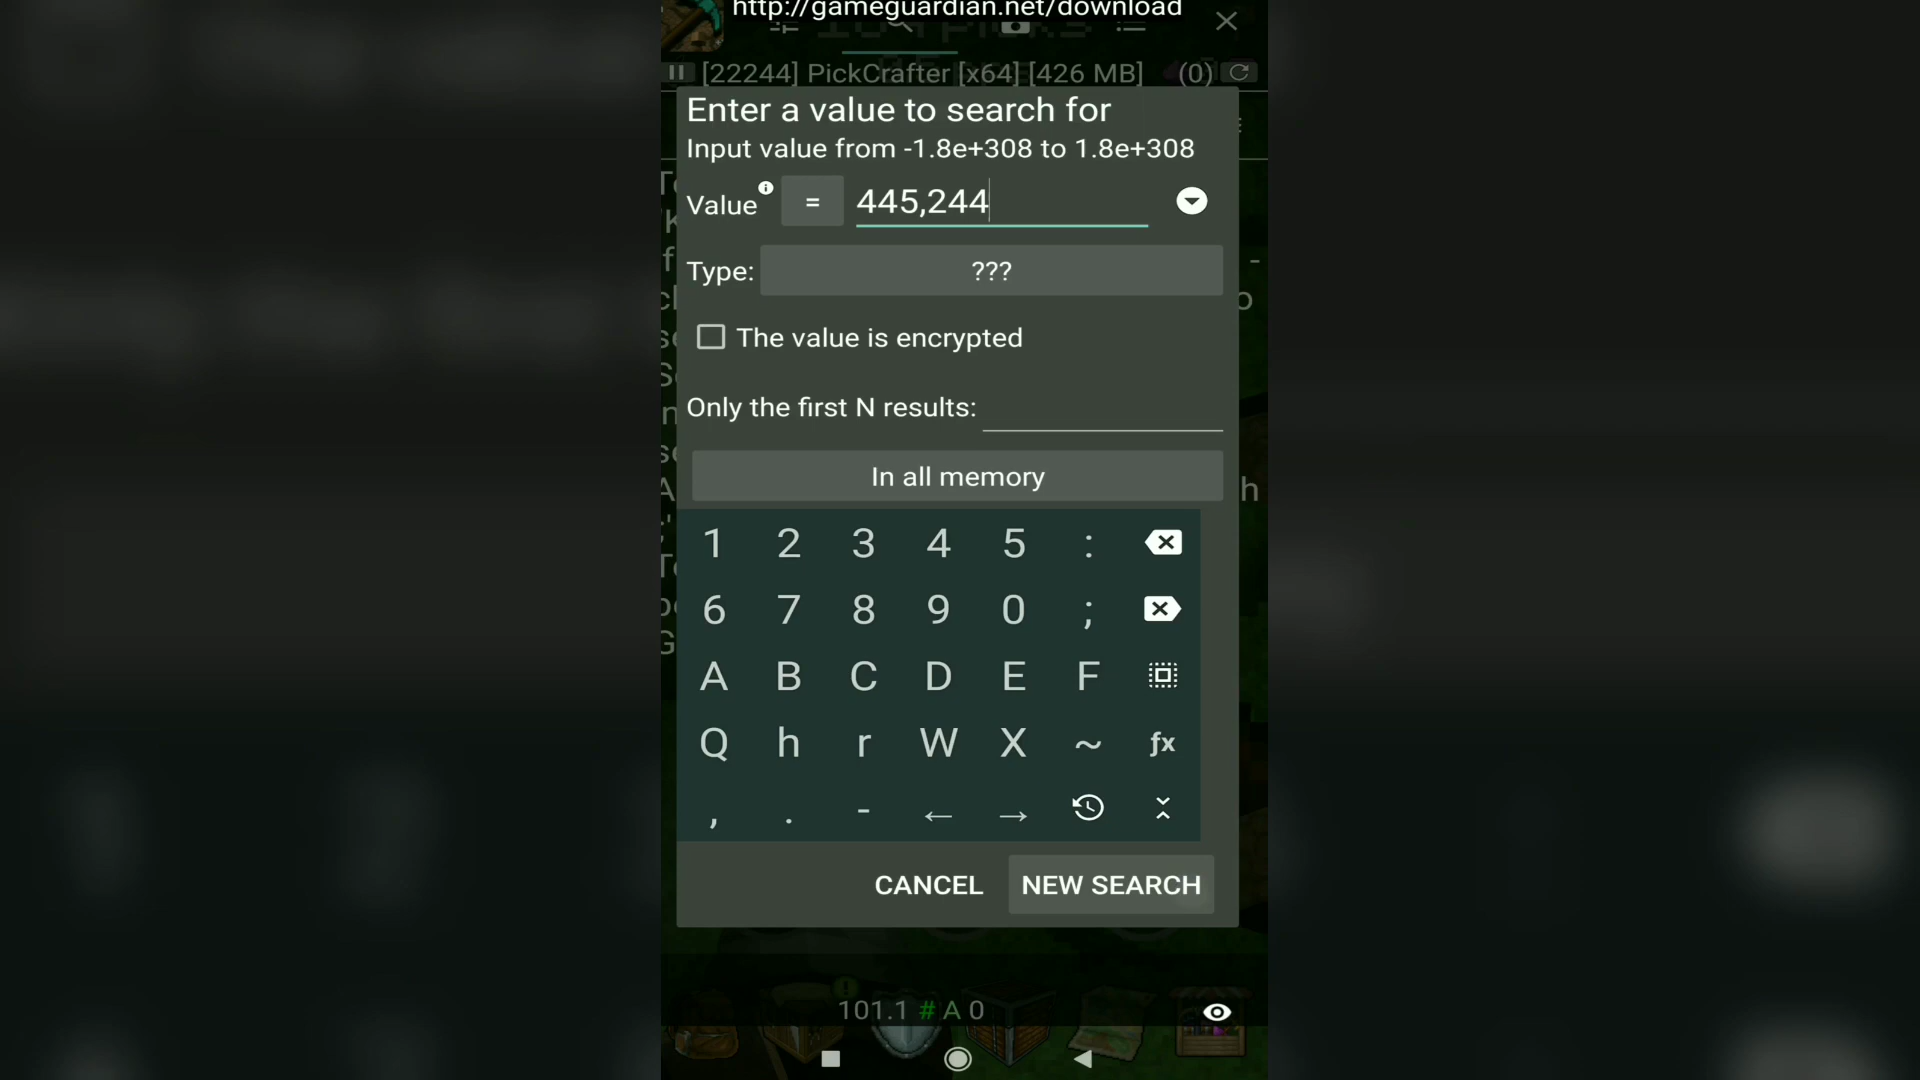 http://gameguardian.net/download
[22244] PickCrafter [x64] [426 MB] (0)
Enter a value to search for
Input value from -1.8e+308 to 1.8e+308
Value = 445,244
Type: ???
The value is encrypted
Only the first N results:
In all memory
1 2 3 4 5 :
6 7 8 9 0 ;
A B C D E F
Q h r W X ~ ƒx
, . - ← →
CANCEL NEW SEARCH
101.1 # A 0